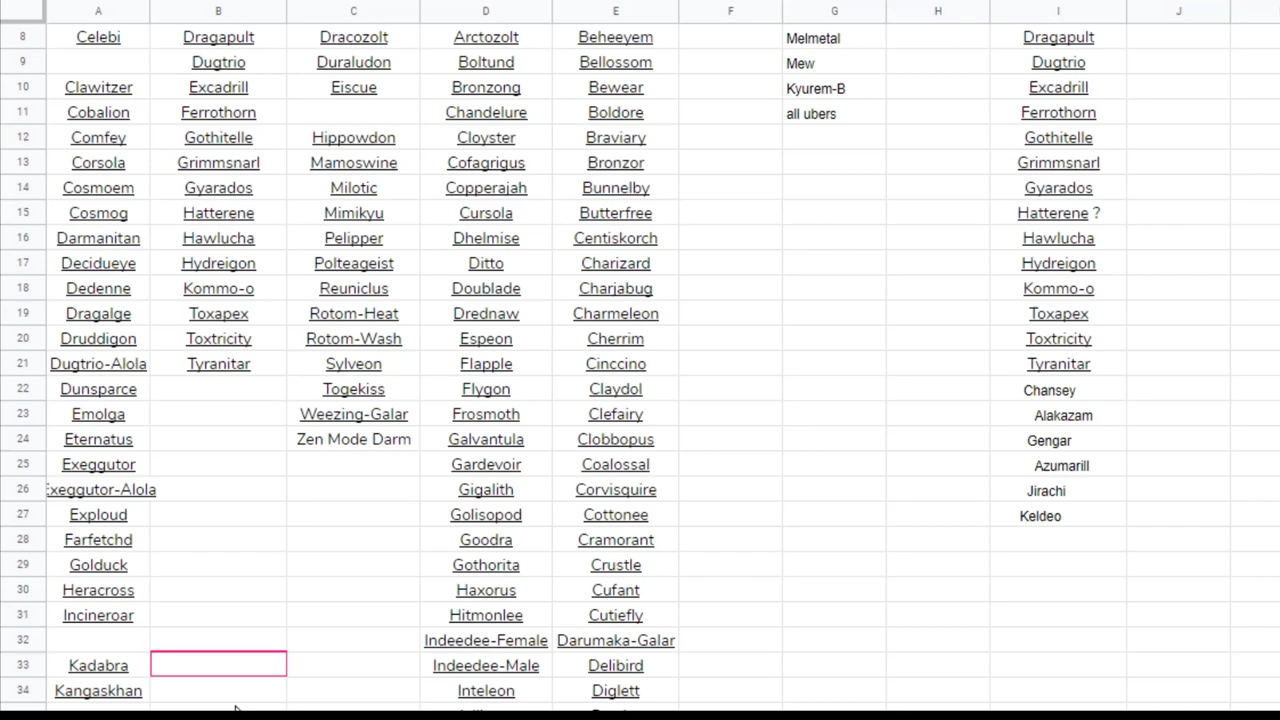 A B C D E F G H I J
8 Celebi Dragapult Dracozolt Arctozolt Beheeyem Melmetal Dragapult
9 Dugtrio Duraludon Boltund Bellossom Mew Dugtrio
10 Clawitzer Excadrill Eiscue Bronzong Bewear Kyurem-B Excadrill
11 Cobalion Ferrothorn Chandelure Boldore all ubers Ferrothorn
12 Comfey Gothitelle Hippowdon Cloyster Braviary Gothitelle
13 Corsola Grimmsnarl Mamoswine Cofagrigus Bronzor Grimmsnarl
14 Cosmoem Gyarados Milotic Copperajah Bunnelby Gyarados
15 Cosmog Hatterene Mimikyu Cursola Butterfree Hatterene ?
16 Darmanitan Hawlucha Pelipper Dhelmise Centiskorch Hawlucha
17 Decidueye Hydreigon Polteageist Ditto Charizard Hydreigon
18 Dedenne Kommo-o Reuniclus Doublade Charjabug Kommo-o
19 Dragalge Toxapex Rotom-Heat Drednaw Charmeleon Toxapex
20 Druddigon Toxtricity Rotom-Wash Espeon Cherrim Toxtricity
21 Dugtrio-Alola Tyranitar Sylveon Flapple Cinccino Tyranitar
22 Dunsparce Togekiss Flygon Claydol Chansey
23 Emolga Weezing-Galar Frosmoth Clefairy Alakazam
24 Eternatus Zen Mode Darm Galvantula Clobbopus Gengar
25 Exeggutor Gardevoir Coalossal Azumarill
26 Exeggutor-Alola Gigalith Corvisquire Jirachi
27 Exploud Golisopod Cottonee Keldeo
28 Farfetchd Goodra Cramorant
29 Golduck Gothorita Crustle
30 Heracross Haxorus Cufant
31 Incineroar Hitmonlee Cutiefly
32 Indeedee-Female Darumaka-Galar
33 Kadabra Indeedee-Male Delibird
34 Kangaskhan Inteleon Diglett